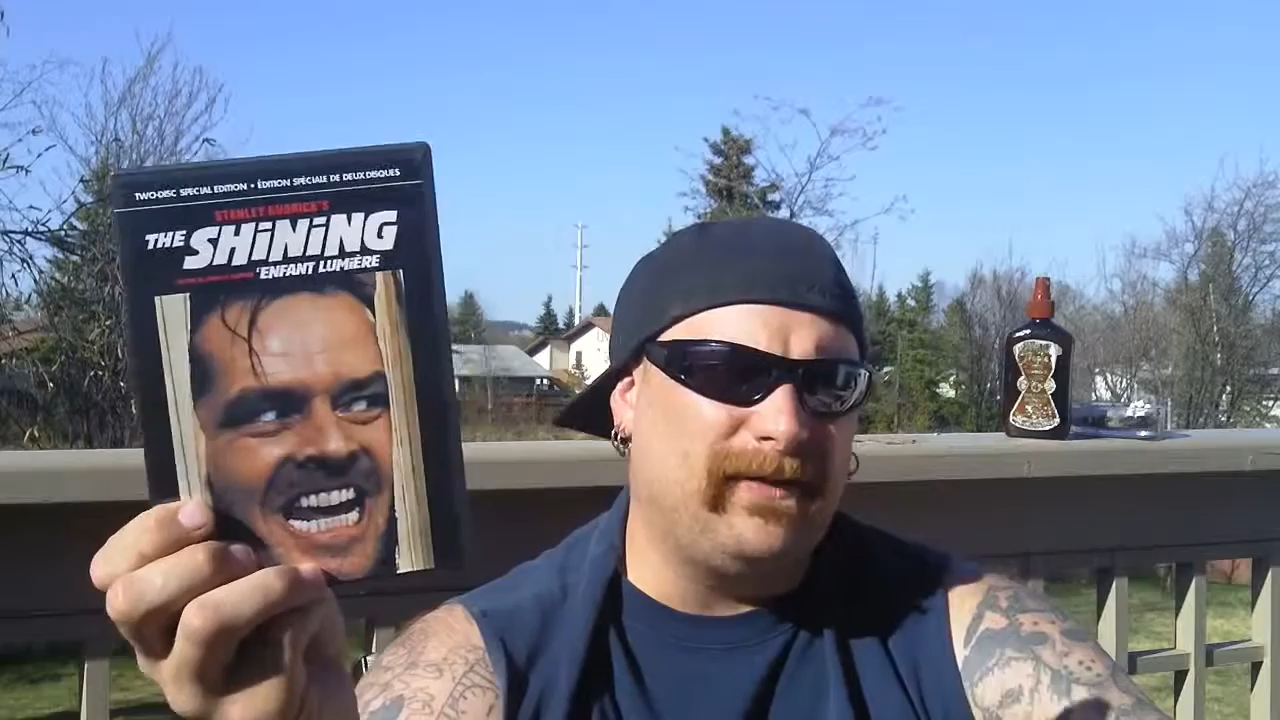 TWO-DISC SPECIAL EDITION • ÉDITION SPÉCIALE DE DEUX DISQUES
STANLEY KUBRICK'S
THE SHiNiNG
'ENFANT LUMIÈRE